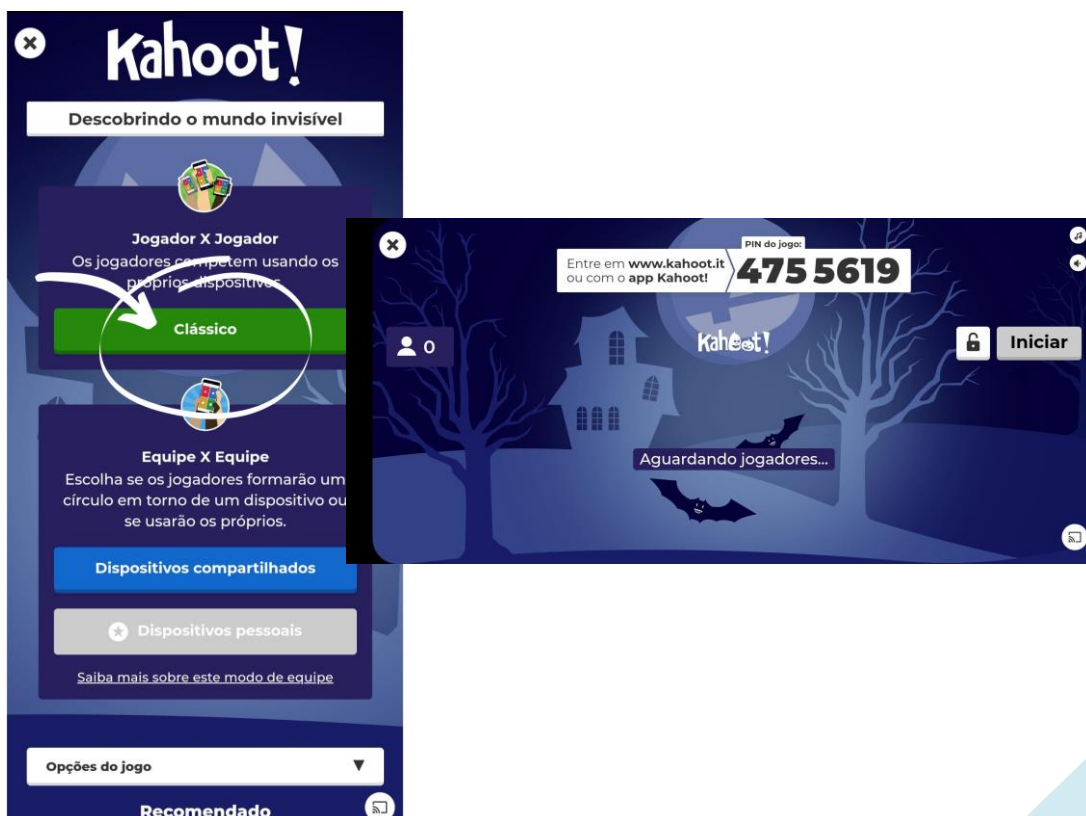 Kahoot!
Descobrindo o mundo invisível
Jogador X Jogador
Os jogadores competem usando os
próprios dispositivos
Clássico
Equipe X Equipe
Escolha se os jogadores formarão um
círculo em torno de um dispositivo ou
se usarão os próprios.
Dispositivos compartilhados
Dispositivos pessoais
Saiba mais sobre este modo de equipe
Opções do jogo
Recomendado
PIN do jogo:
Entre em www.kahoot.it
ou com o app Kahoot!
475 5619
0
Kahoot!
Iniciar
Aguardando jogadores...